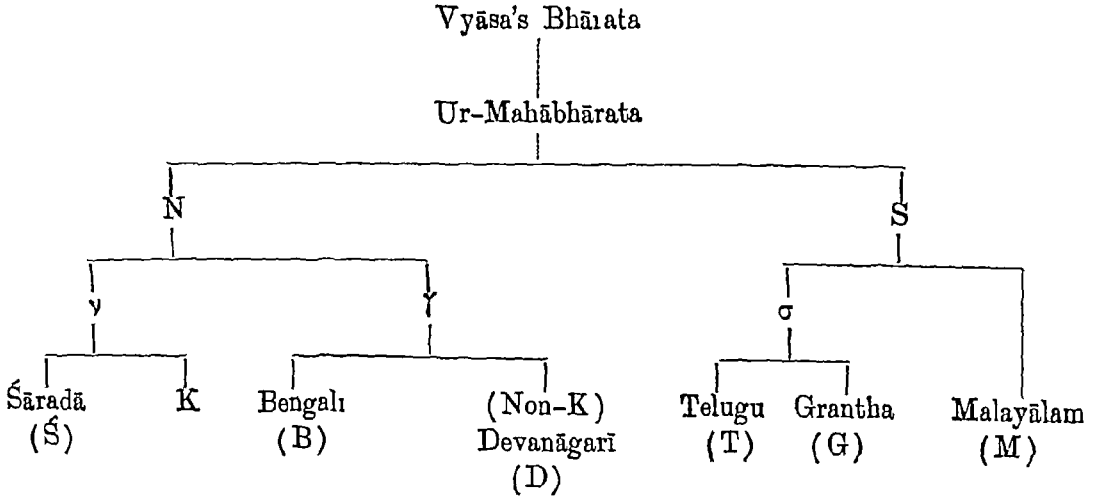 Vyāsa's Bhārata
Ur-Mahābhārata
N
S
ν
γ
σ
Śāradā
(Ś)
K
Bengali
(B)
(Non-K)
Devanāgarī
(D)
Telugu
(T)
Grantha
(G)
Malayālam
(M)